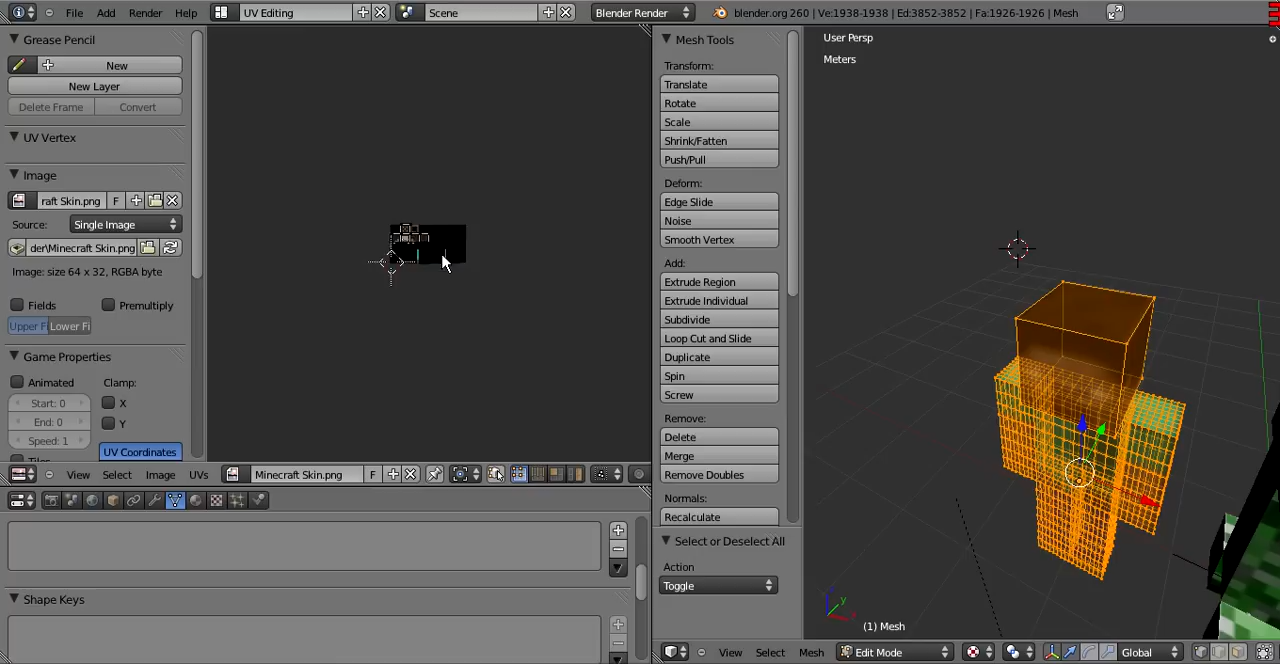 File Add Render Help UV Editing Scene Blender Render blender.org 260 | Ve:1938-1938 | Ed:3852-3852 | Fa:1926-1926 | Mesh
Grease Pencil
New
New Layer
Delete Frame Convert
UV Vertex
Image
raft Skin.png F
Source: Single Image
der\Minecraft Skin.png
Image: size 64 x 32, RGBA byte
Fields Premultiply
Upper F Lower Fi
Game Properties
Animated Clamp:
Start: 0 X
End: 0 Y
Speed: 1
Tiles UV Coordinates
View Select Image UVs Minecraft Skin.png F
Shape Keys
Mesh Tools
Transform:
Translate
Rotate
Scale
Shrink/Fatten
Push/Pull
Deform:
Edge Slide
Noise
Smooth Vertex
Add:
Extrude Region
Extrude Individual
Subdivide
Loop Cut and Slide
Duplicate
Spin
Screw
Remove:
Delete
Merge
Remove Doubles
Normals:
Recalculate
Select or Deselect All
Action
Toggle
User Persp
Meters
z y x
(1) Mesh
View Select Mesh Edit Mode Global